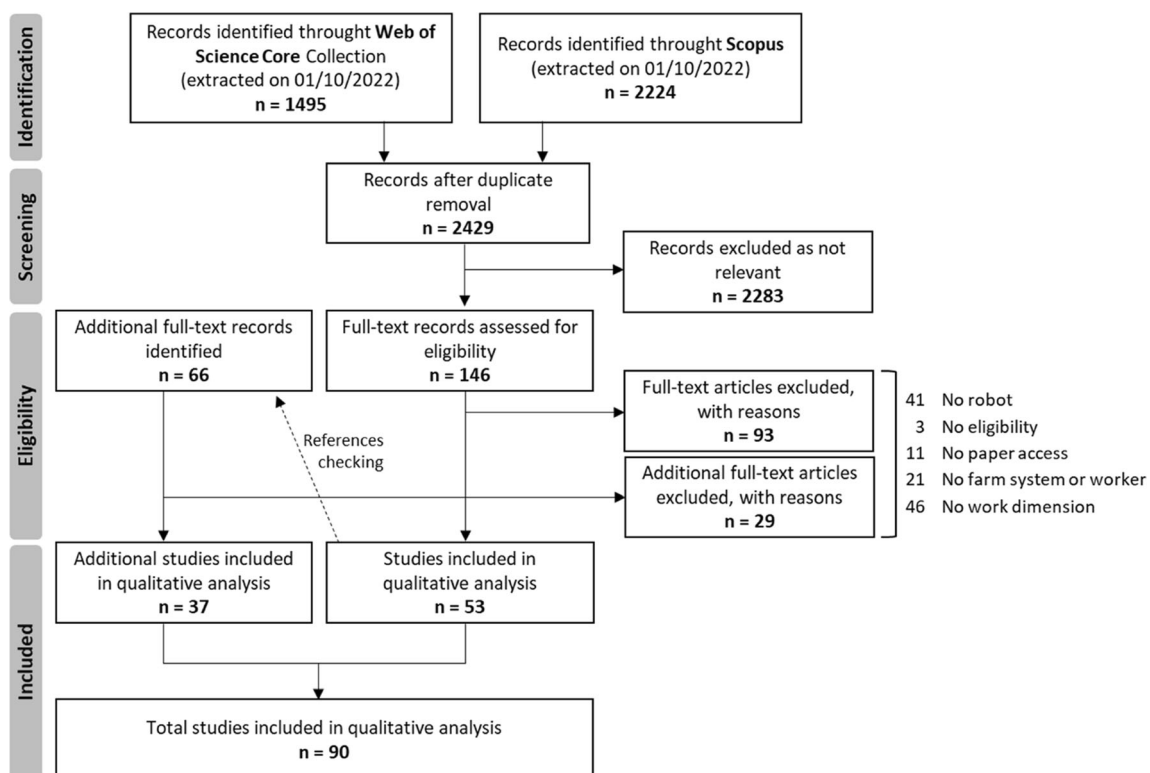 Identification
Records identified throught Web of
Science Core Collection
(extracted on 01/10/2022)
n = 1495
Records identified throught Scopus
(extracted on 01/10/2022)
n = 2224
Screening
Records after duplicate
removal
n = 2429
Records excluded as not
relevant
n = 2283
Eligibility
Additional full-text records
identified
n = 66
Full-text records assessed for
eligibility
n = 146
References
checking
Full-text articles excluded,
with reasons
n = 93
Additional full-text articles
excluded, with reasons
n = 29
41 No robot
3 No eligibility
11 No paper access
21 No farm system or worker
46 No work dimension
Included
Additional studies included
in qualitative analysis
n = 37
Studies included in
qualitative analysis
n = 53
Total studies included in qualitative analysis
n = 90